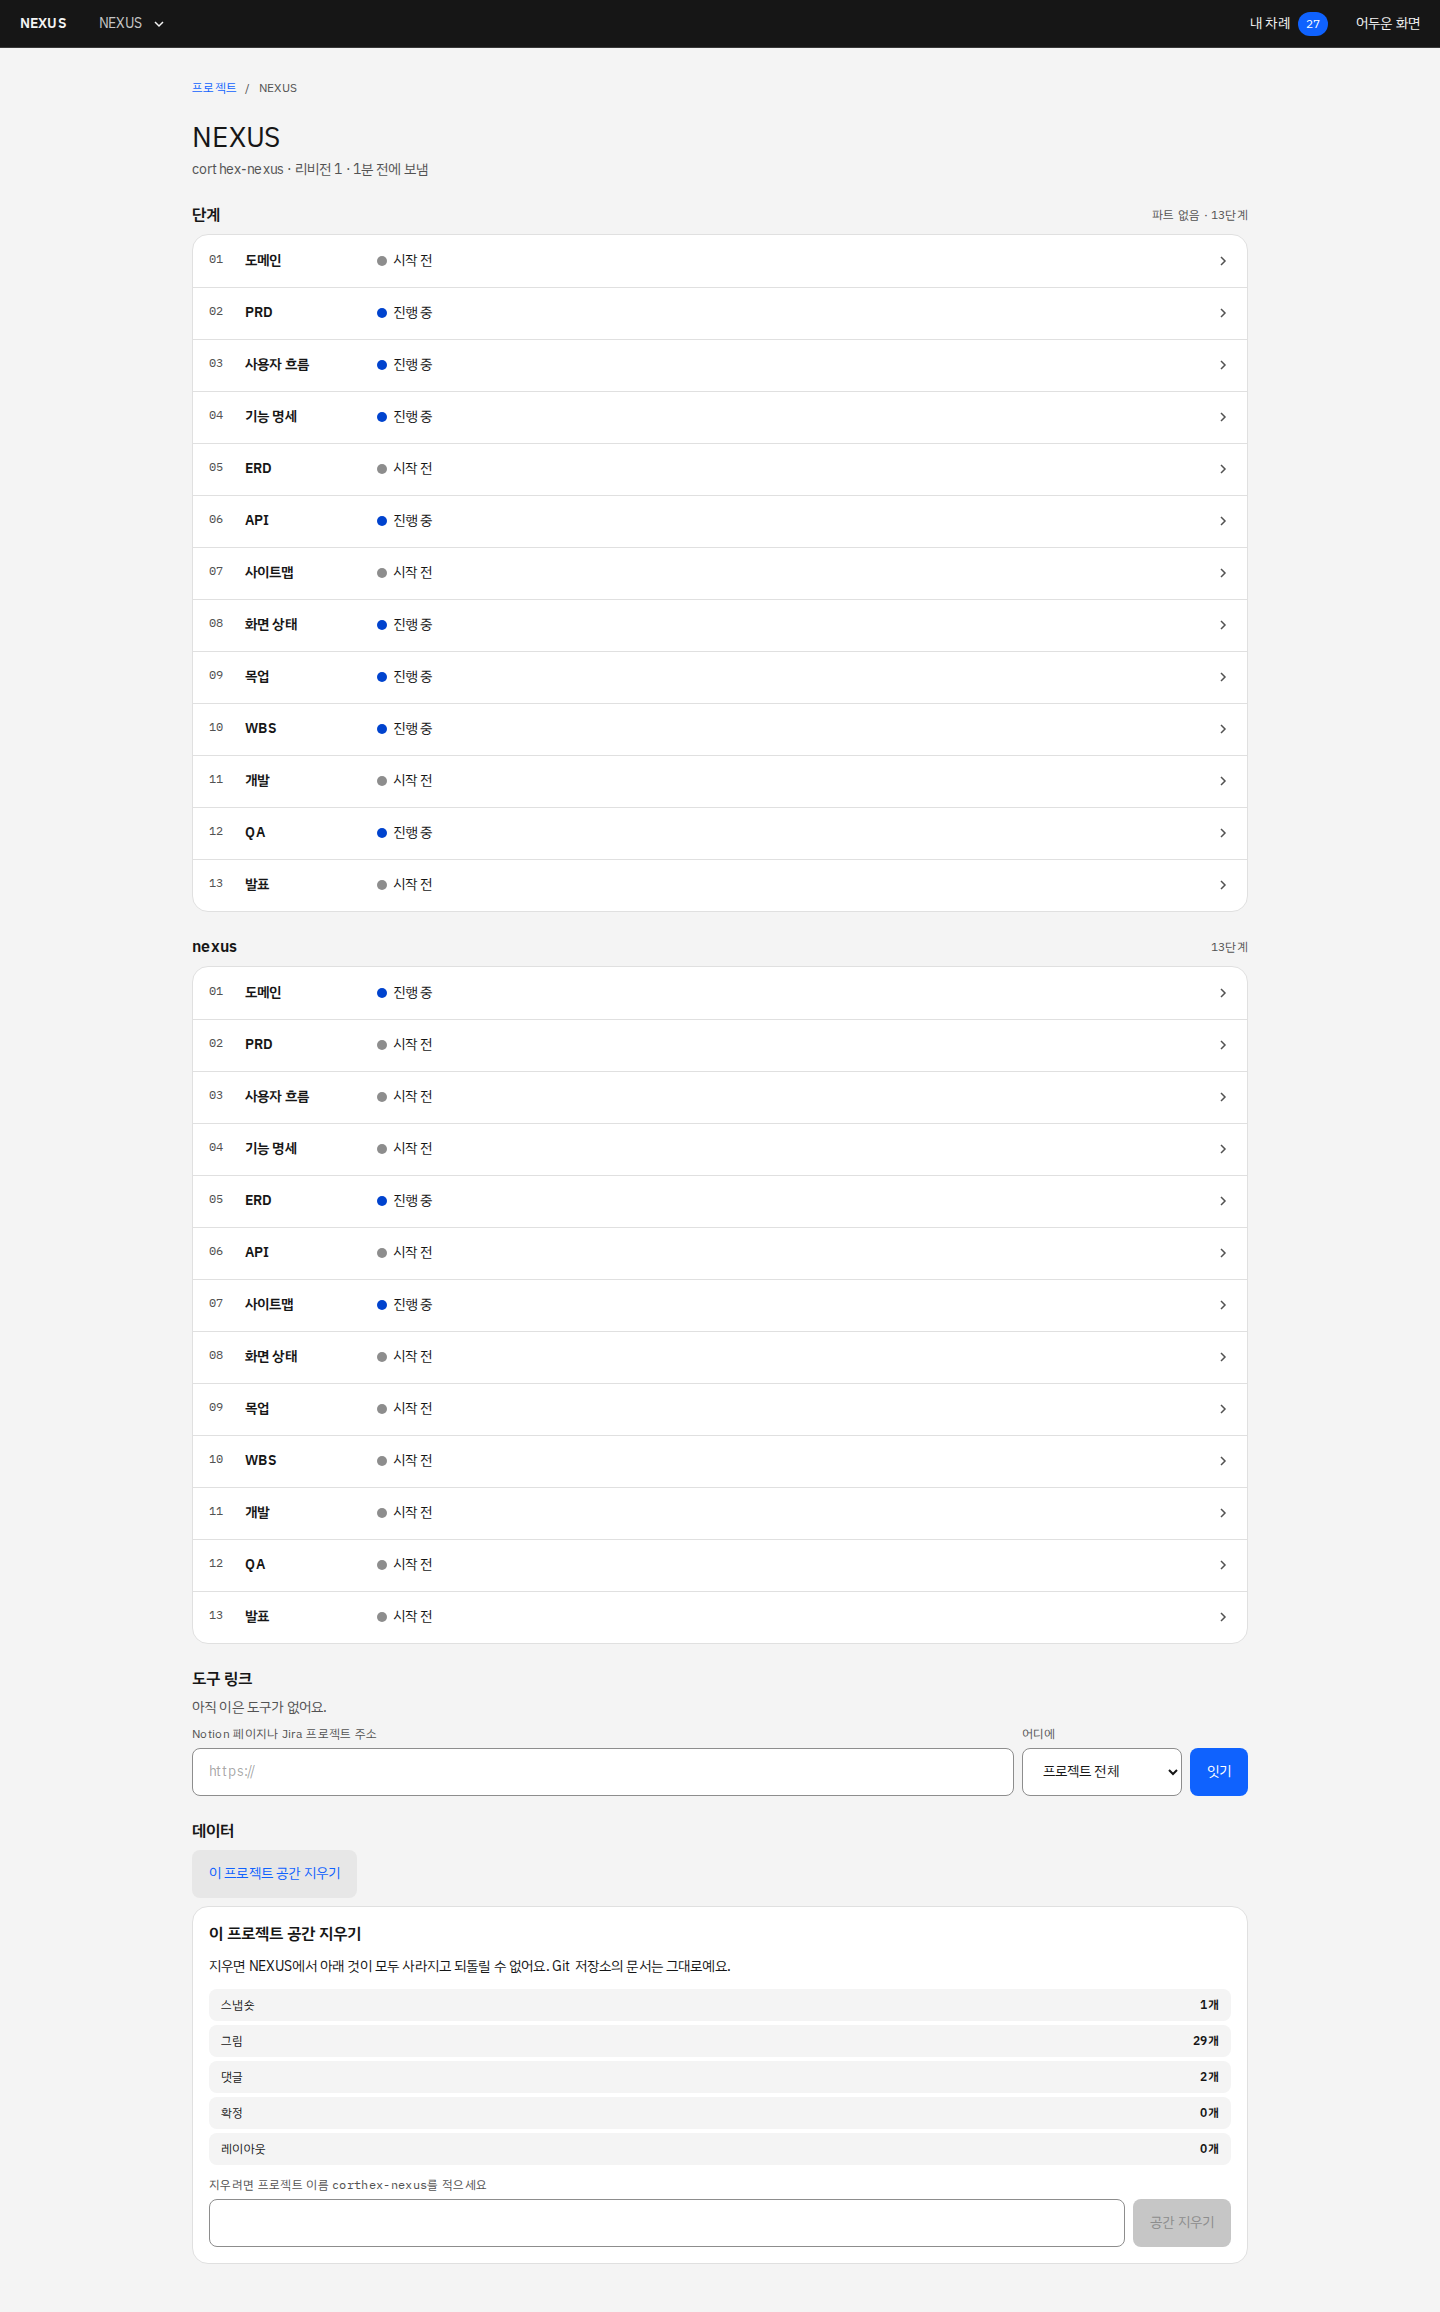 NEXUS NEXUS 내 차례 27 어두운 화면
프로젝트 / NEXUS
NEXUS
corthex-nexus · 리비전 1 · 1분 전에 보냄
단계 파트 없음 · 13단계
01 도메인 시작 전
02 PRD 진행 중
03 사용자 흐름 진행 중
04 기능 명세 진행 중
05 ERD 시작 전
06 API 진행 중
07 사이트맵 시작 전
08 화면 상태 진행 중
09 목업 진행 중
10 WBS 진행 중
11 개발 시작 전
12 QA 진행 중
13 발표 시작 전
nexus 13단계
01 도메인 진행 중
02 PRD 시작 전
03 사용자 흐름 시작 전
04 기능 명세 시작 전
05 ERD 진행 중
06 API 시작 전
07 사이트맵 진행 중
08 화면 상태 시작 전
09 목업 시작 전
10 WBS 시작 전
11 개발 시작 전
12 QA 시작 전
13 발표 시작 전
도구 링크
아직 이은 도구가 없어요.
Notion 페이지나 Jira 프로젝트 주소 어디에
https:// 프로젝트 전체 잇기
데이터
이 프로젝트 공간 지우기
이 프로젝트 공간 지우기
지우면 NEXUS에서 아래 것이 모두 사라지고 되돌릴 수 없어요. Git 저장소의 문서는 그대로예요.
스냅숏 1개
그림 29개
댓글 2개
확정 0개
레이아웃 0개
지우려면 프로젝트 이름 corthex-nexus를 적으세요
공간 지우기